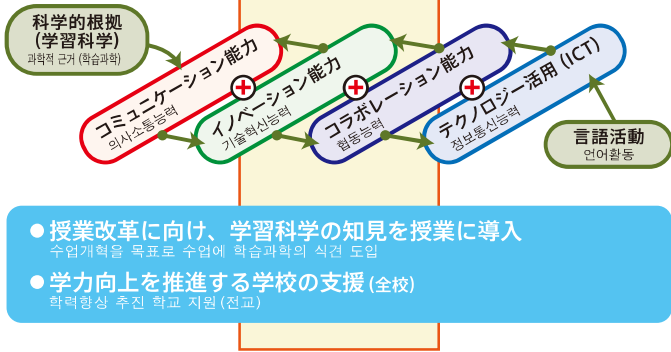 科学的根拠
(学習科学)
과학적 근거 (학습과학)
コミュニケーション能力
의사소통능력
イノベーション能力
기술혁신능력
コラボレーション能力
협동능력
テクノロジー活用 (ICT)
정보통신능력
言語活動
언어활동
● 授業改革に向け、学習科学の知見を授業に導入
수업개혁을 목표로 수업에 학습과학의 식견 도입
● 学力向上を推進する学校の支援 (全校)
학력향상 추진 학교 지원 (전교)